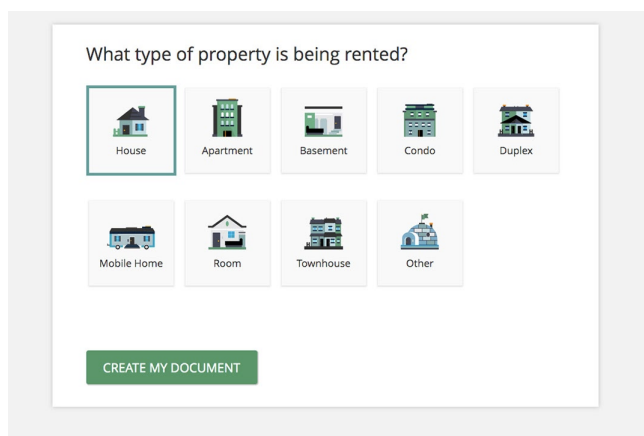 What type of property is being rented?
House Apartment Basement Condo Duplex
Mobile Home Room Townhouse Other
CREATE MY DOCUMENT